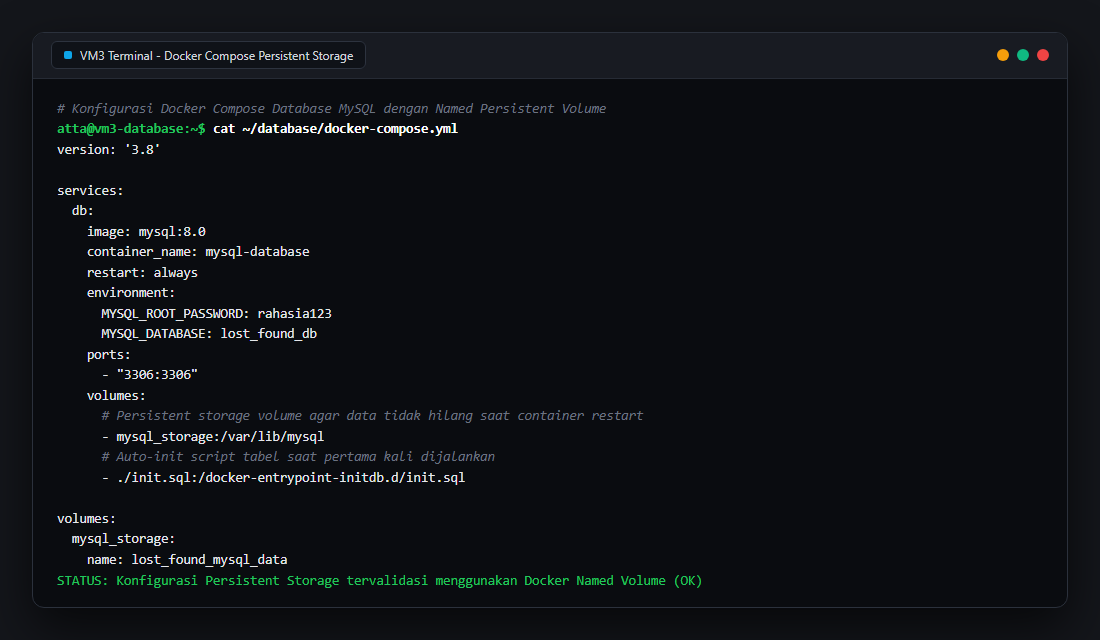 VM3 Terminal - Docker Compose Persistent Storage
# Konfigurasi Docker Compose Database MySQL dengan Named Persistent Volume
atta@vm3-database:~$ cat ~/database/docker-compose.yml
version: '3.8'

services:
  db:
    image: mysql:8.0
    container_name: mysql-database
    restart: always
    environment:
      MYSQL_ROOT_PASSWORD: rahasia123
      MYSQL_DATABASE: lost_found_db
    ports:
      - "3306:3306"
    volumes:
      # Persistent storage volume agar data tidak hilang saat container restart
      - mysql_storage:/var/lib/mysql
      # Auto-init script tabel saat pertama kali dijalankan
      - ./init.sql:/docker-entrypoint-initdb.d/init.sql

volumes:
  mysql_storage:
    name: lost_found_mysql_data
STATUS: Konfigurasi Persistent Storage tervalidasi menggunakan Docker Named Volume (OK)